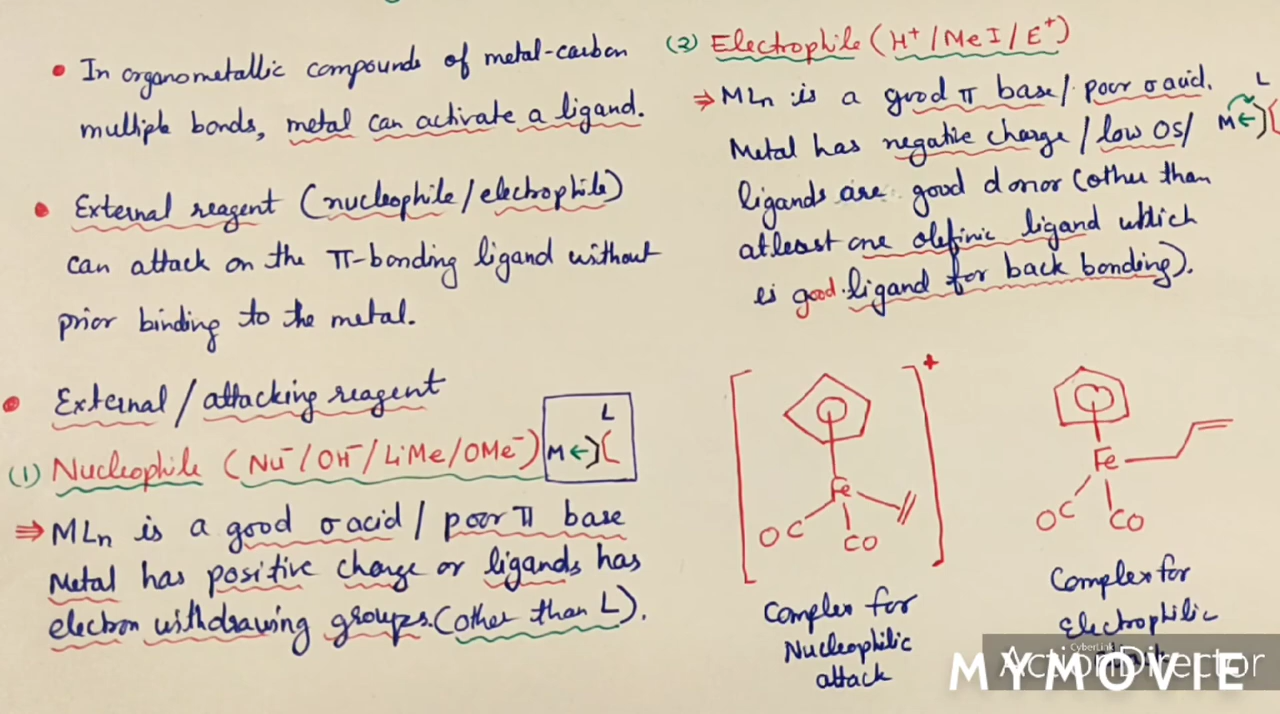 • In organometallic compounds of metal-carbon
multiple bonds, metal can activate a ligand.
• External reagent (nucleophile/electrophile)
can attack on the π-bonding ligand without
prior binding to the metal.
• External/attacking reagent
(1) Nucleophile (Nu⁻/OH⁻/LiMe/OMe⁻)
L
M ←
⇒ MLn is a good σ acid / poor π base
Metal has positive charge or ligands has
electron withdrawing groups. (other than L).
(2) Electrophile (H⁺/MeI/E⁺)
⇒ MLn is a good π base/ poor σ acid.
L
M ←
Metal has negative charge / low OS/
ligands are good donor (other than
atleast one olefinic ligand which
is good ligand for back bonding).
+
Fe
OC
CO
Complex for
Nucleophilic
attack
Fe
OC
CO
Complex for
Electrophilic
CyberLink
ActionDirector
MYMOVIE